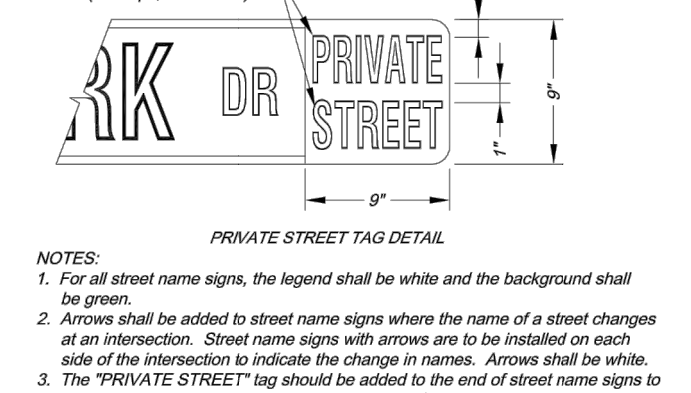 RK DR PRIVATE
STREET
9"
1"
9"
PRIVATE STREET TAG DETAIL
NOTES:
1. For all street name signs, the legend shall be white and the background shall
be green.
2. Arrows shall be added to street name signs where the name of a street changes
at an intersection. Street name signs with arrows are to be installed on each
side of the intersection to indicate the change in names. Arrows shall be white.
3. The "PRIVATE STREET" tag should be added to the end of street name signs to